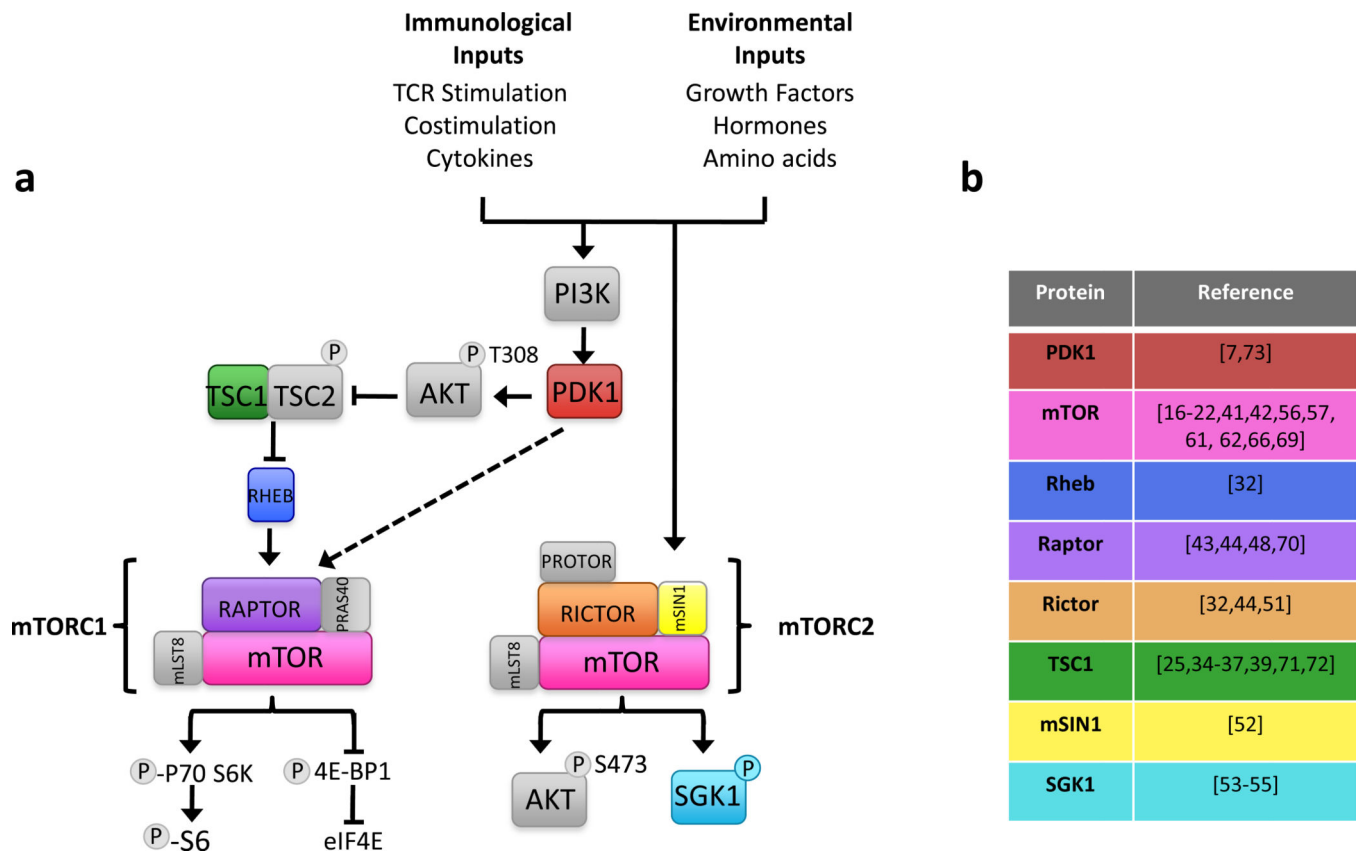 Immunological
Inputs
TCR Stimulation
Costimulation
Cytokines
Environmental
Inputs
Growth Factors
Hormones
Amino acids
a
PI3K
TSC1
TSC2
P
AKT
P T308
PDK1
RHEB
mTORC1
RAPTOR
PRAS40
mLST8
mTOR
PROTOR
RICTOR
mSIN1
mLST8
mTOR
mTORC2
P -P70 S6K
P -S6
P 4E-BP1
eIF4E
AKT
P S473
SGK1
P
b
Protein Reference
PDK1 [7,73]
mTOR [16-22,41,42,56,57,
61, 62,66,69]
Rheb [32]
Raptor [43,44,48,70]
Rictor [32,44,51]
TSC1 [25,34-37,39,71,72]
mSIN1 [52]
SGK1 [53-55]